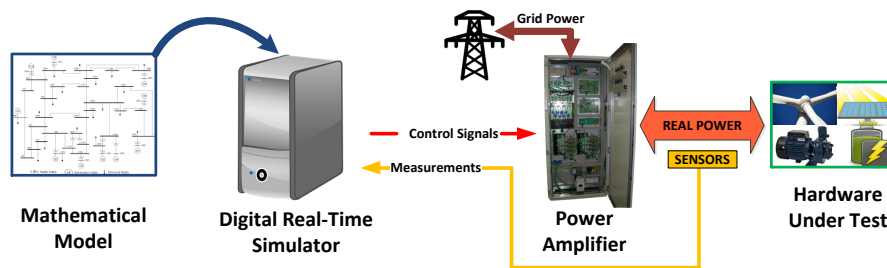 Grid Power
Control Signals
Measurements
REAL POWER
SENSORS
Mathematical
Model
Digital Real-Time
Simulator
Power
Amplifier
Hardware
Under Test